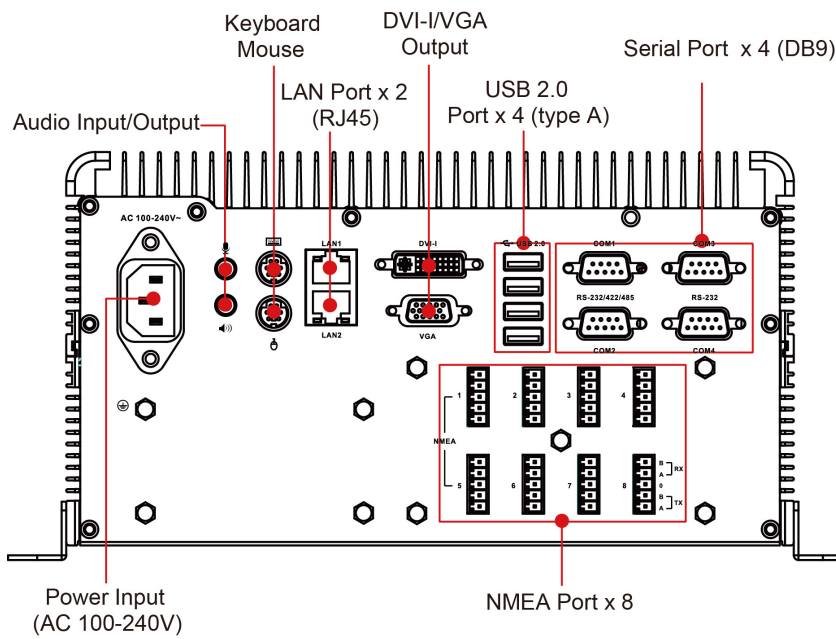 Keyboard
Mouse
DVI-I/VGA
Output
Serial Port x 4 (DB9)
LAN Port x 2
(RJ45)
USB 2.0
Port x 4 (type A)
Audio Input/Output
AC 100-240V~
LAN1
DVI-I
USB 2.0
COM1
COM3
RS-232/422/485
RS-232
LAN2
VGA
COM2
COM4
1
2
3
4
NMEA
5
6
7
8
B
A
RX
0
B
A
TX
Power Input
(AC 100-240V)
NMEA Port x 8